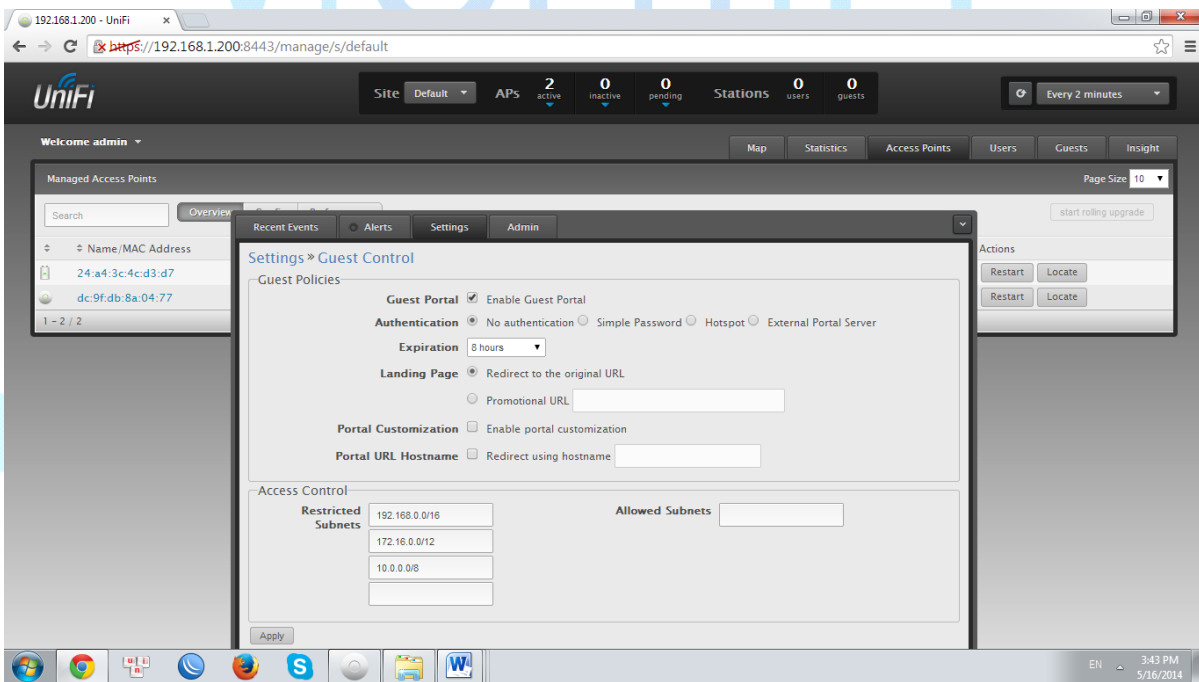 192.168.1.200 - UniFi
https://192.168.1.200:8443/manage/s/default
UniFi
Site Default APs 2 active 0 inactive 0 pending Stations 0 users 0 guests
Every 2 minutes
Welcome admin
Map Statistics Access Points Users Guests Insight
Managed Access Points
Page Size 10
Search
Overview
start rolling upgrade
Recent Events Alerts Settings Admin
Name/MAC Address
Actions
24:a4:3c:4c:d3:d7
Restart Locate
dc:9f:db:8a:04:77
Restart Locate
1 - 2 / 2
Settings » Guest Control
Guest Policies
Guest Portal Enable Guest Portal
Authentication No authentication Simple Password Hotspot External Portal Server
Expiration 8 hours
Landing Page Redirect to the original URL
Promotional URL
Portal Customization Enable portal customization
Portal URL Hostname Redirect using hostname
Access Control
Restricted Subnets 192.168.0.0/16
172.16.0.0/12
10.0.0.0/8
Allowed Subnets
Apply
EN
3:43 PM
5/16/2014